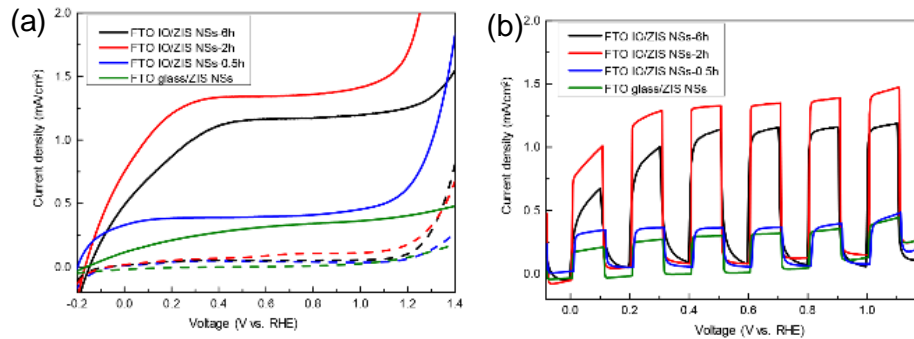 (a)
FTO IO/ZIS NSs-6h
FTO IO/ZIS NSs-2h
FTO IO/ZIS NSs-0.5h
FTO glass/ZIS NSs
Current density (mA/cm²)
2.0
1.5
1.0
0.5
0.0
-0.2 0.0 0.2 0.4 0.6 0.8 1.0 1.2 1.4
Voltage (V vs. RHE)
(b)
FTO IO/ZIS NSs-6h
FTO IO/ZIS NSs-2h
FTO IO/ZIS NSs-0.5h
FTO glass/ZIS NSs
Current density (mA/cm²)
2.0
1.5
1.0
0.5
0.0
0.0 0.2 0.4 0.6 0.8 1.0
Voltage (V vs. RHE)